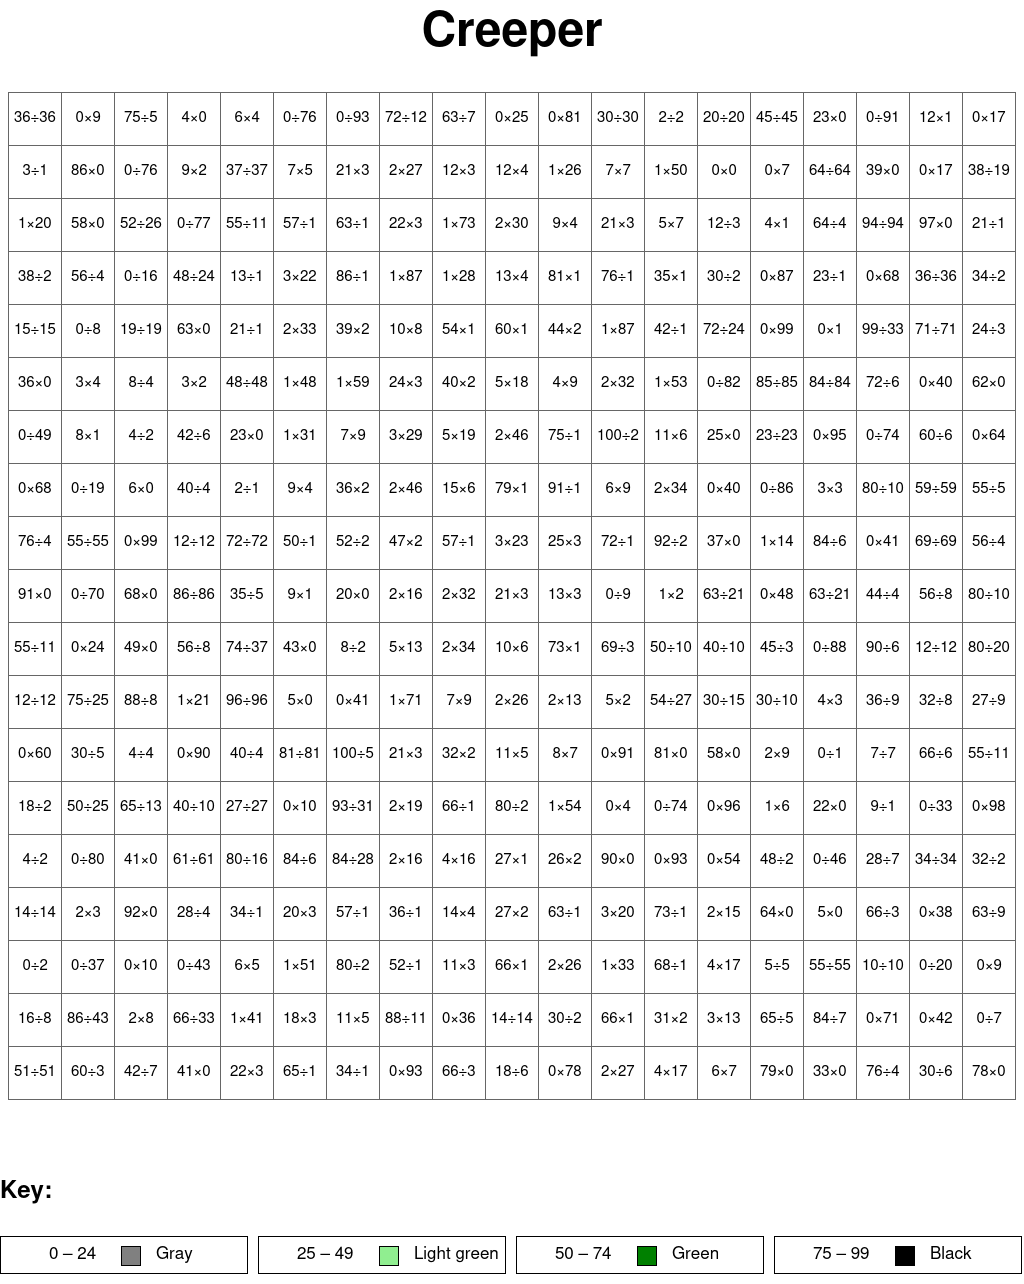 Creeper
36÷36 0×9 75÷5 4×0 6×4 0÷76 0÷93 72÷12 63÷7 0×25 0×81 30÷30 2÷2 20÷20 45÷45 23×0 0÷91 12×1 0×17
3÷1 86×0 0÷76 9×2 37÷37 7×5 21×3 2×27 12×3 12×4 1×26 7×7 1×50 0×0 0×7 64÷64 39×0 0×17 38÷19
1×20 58×0 52÷26 0÷77 55÷11 57÷1 63÷1 22×3 1×73 2×30 9×4 21×3 5×7 12÷3 4×1 64÷4 94÷94 97×0 21÷1
38÷2 56÷4 0÷16 48÷24 13÷1 3×22 86÷1 1×87 1×28 13×4 81×1 76÷1 35×1 30÷2 0×87 23÷1 0×68 36÷36 34÷2
15÷15 0÷8 19÷19 63×0 21÷1 2×33 39×2 10×8 54×1 60×1 44×2 1×87 42÷1 72÷24 0×99 0×1 99÷33 71÷71 24÷3
36×0 3×4 8÷4 3×2 48÷48 1×48 1×59 24×3 40×2 5×18 4×9 2×32 1×53 0÷82 85÷85 84÷84 72÷6 0×40 62×0
0÷49 8×1 4÷2 42÷6 23×0 1×31 7×9 3×29 5×19 2×46 75÷1 100÷2 11×6 25×0 23÷23 0×95 0÷74 60÷6 0×64
0×68 0÷19 6×0 40÷4 2÷1 9×4 36×2 2×46 15×6 79×1 91÷1 6×9 2×34 0×40 0÷86 3×3 80÷10 59÷59 55÷5
76÷4 55÷55 0×99 12÷12 72÷72 50÷1 52÷2 47×2 57÷1 3×23 25×3 72÷1 92÷2 37×0 1×14 84÷6 0×41 69÷69 56÷4
91×0 0÷70 68×0 86÷86 35÷5 9×1 20×0 2×16 2×32 21×3 13×3 0÷9 1×2 63÷21 0×48 63÷21 44÷4 56÷8 80÷10
55÷11 0×24 49×0 56÷8 74÷37 43×0 8÷2 5×13 2×34 10×6 73×1 69÷3 50÷10 40÷10 45÷3 0÷88 90÷6 12÷12 80÷20
12÷12 75÷25 88÷8 1×21 96÷96 5×0 0×41 1×71 7×9 2×26 2×13 5×2 54÷27 30÷15 30÷10 4×3 36÷9 32÷8 27÷9
0×60 30÷5 4÷4 0×90 40÷4 81÷81 100÷5 21×3 32×2 11×5 8×7 0×91 81×0 58×0 2×9 0÷1 7÷7 66÷6 55÷11
18÷2 50÷25 65÷13 40÷10 27÷27 0×10 93÷31 2×19 66÷1 80÷2 1×54 0×4 0÷74 0×96 1×6 22×0 9÷1 0÷33 0×98
4÷2 0÷80 41×0 61÷61 80÷16 84÷6 84÷28 2×16 4×16 27×1 26×2 90×0 0×93 0×54 48÷2 0÷46 28÷7 34÷34 32÷2
14÷14 2×3 92×0 28÷4 34÷1 20×3 57÷1 36÷1 14×4 27×2 63÷1 3×20 73÷1 2×15 64×0 5×0 66÷3 0×38 63÷9
0÷2 0÷37 0×10 0÷43 6×5 1×51 80÷2 52÷1 11×3 66×1 2×26 1×33 68÷1 4×17 5÷5 55÷55 10÷10 0÷20 0×9
16÷8 86÷43 2×8 66÷33 1×41 18×3 11×5 88÷11 0×36 14÷14 30÷2 66×1 31×2 3×13 65÷5 84÷7 0×71 0×42 0÷7
51÷51 60÷3 42÷7 41×0 22×3 65÷1 34÷1 0×93 66÷3 18÷6 0×78 2×27 4×17 6×7 79×0 33×0 76÷4 30÷6 78×0
Key:
0 – 24 Gray 25 – 49 Light green 50 – 74 Green 75 – 99 Black